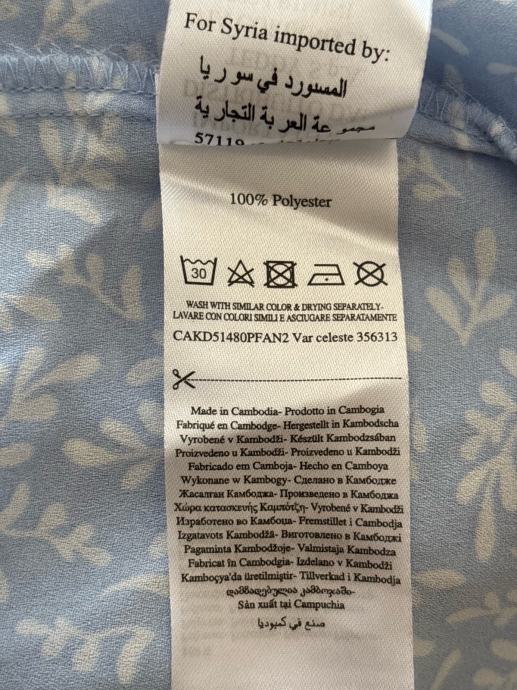 For Syria imported by:
المستورد في سوريا
مجموعة العربة التجارية
57119
100% Polyester
30
WASH WITH SIMILAR COLOR & DRYING SEPARATELY-
LAVARE CON COLORI SIMILI E ASCIUGARE SEPARATAMENTE
CAKD51480PFAN2 Var celeste 356313
Made in Cambodia- Prodotto in Cambogia
Fabriqué en Cambodge- Hergestellt in Kambodscha
Vyrobené v Kambodži- Készült Kambodzsában
Proizvedeno u Kambodži- Proizvedeno u Kambodži
Fabricado em Camboja- Hecho en Camboya
Wykonane w Kambogy- Сделано в Камбодже
Жасалған Камбоджа- Произведено в Камбоджа
Χώρα κατασκευής Καμπότζη- Vyrobené v Kambodži
Изработено во Камбоџа- Fremstillet i Cambodja
Izgatavots Kambodžā- Виготовлено в Камбоджі
Pagaminta Kambodžoje- Valmistaja Kambodza
Fabricat în Cambodgia- Izdelano v Kambodži
Kamboçya'da üretilmiştir- Tillverkad i Kambodja
დამზადებულია კამბოჯაში-
Sản xuất tại Campuchia
صنع في كمبوديا